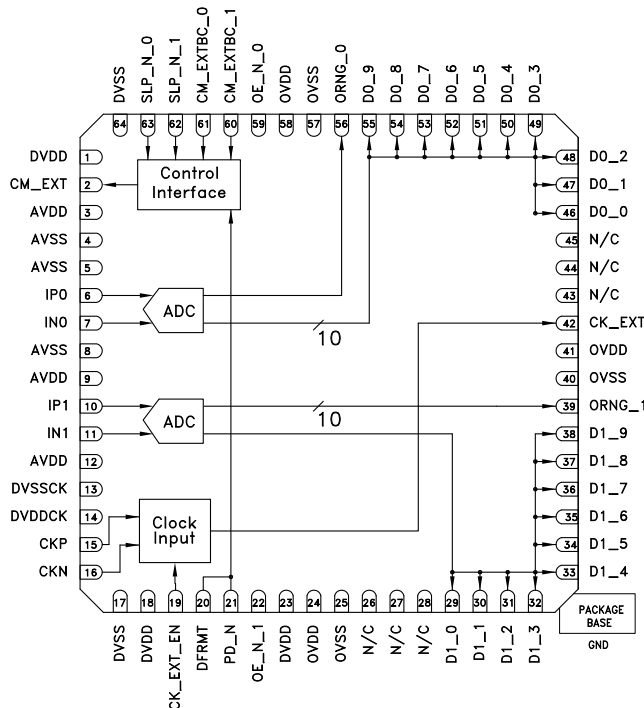 DVSS
SLP_N_0
SLP_N_1
CM_EXTBC_0
CM_EXTBC_1
OE_N_0
OVDD
OVSS
ORNG_0
D0_9
D0_8
D0_7
D0_6
D0_5
D0_4
D0_3
64 63 62 61 60 59 58 57 56 55 54 53 52 51 50 49
DVDD 1
CM_EXT 2
AVDD 3
AVSS 4
AVSS 5
IP0 6
IN0 7
AVSS 8
AVDD 9
IP1 10
IN1 11
AVDD 12
DVSSCK 13
DVDDCK 14
CKP 15
CKN 16
Control
Interface
ADC
10
ADC
10
Clock
Input
48 D0_2
47 D0_1
46 D0_0
45 N/C
44 N/C
43 N/C
42 CK_EXT
41 OVDD
40 OVSS
39 ORNG_1
38 D1_9
37 D1_8
36 D1_7
35 D1_6
34 D1_5
33 D1_4
17 18 19 20 21 22 23 24 25 26 27 28 29 30 31 32
DVSS
DVDD
CK_EXT_EN
DFRMT
PD_N
OE_N_1
DVDD
OVDD
OVSS
N/C
N/C
N/C
D1_0
D1_1
D1_2
D1_3
PACKAGE
BASE
GND